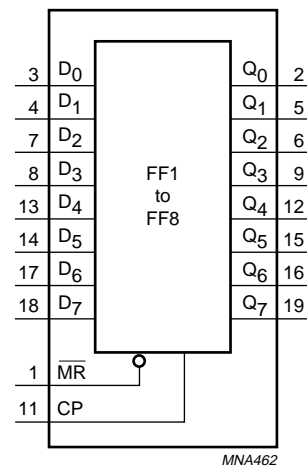 3 D0 Q0 2
4 D1 Q1 5
7 D2 Q2 6
8 D3 Q3 9
FF1
to
FF8
13 D4 Q4 12
14 D5 Q5 15
17 D6 Q6 16
18 D7 Q7 19
1 M̅R̅
11 CP
MNA462